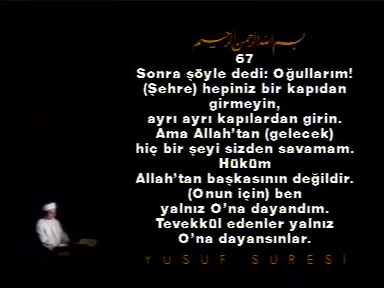 بسم الله الرحمن الرحيم
67
Sonra şöyle dedi: Oğullarım!
(Şehre) hepiniz bir kapıdan
girmeyin,
ayrı ayrı kapılardan girin.
Ama Allah’tan (gelecek)
hiç bir şeyi sizden savamam.
Hüküm
Allah’tan başkasının değildir.
(Onun için) ben
yalnız O’na dayandım.
Tevekkül edenler yalnız
O’na dayansınlar.
YUSUF SURESİ